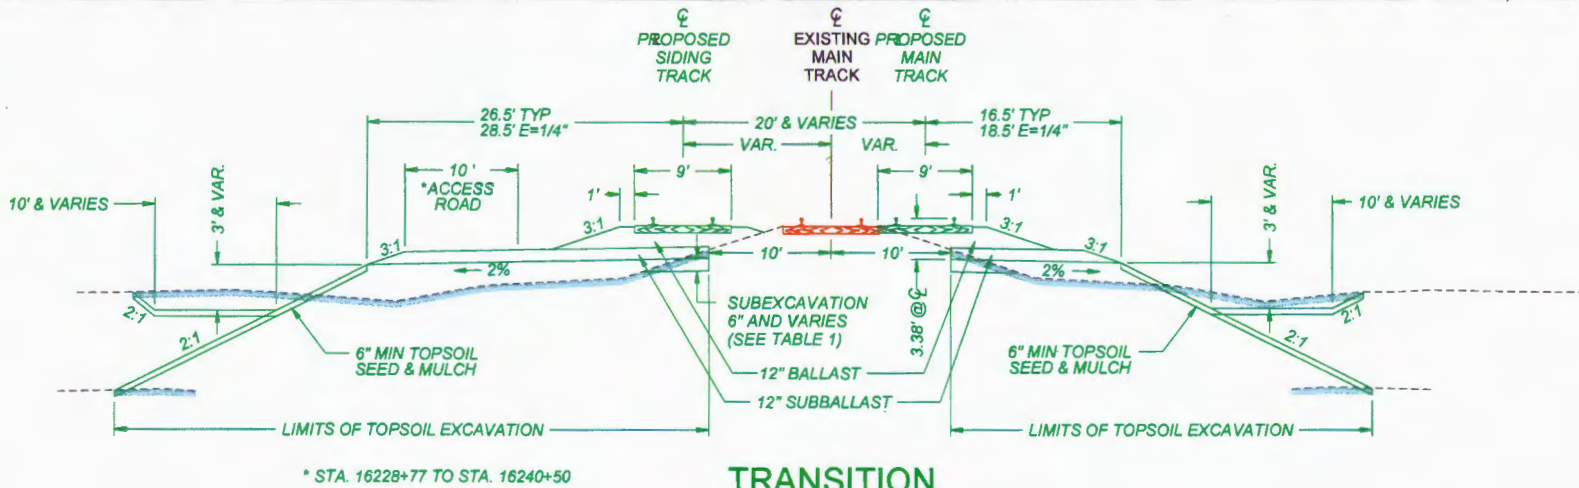 ℄
PROPOSED
SIDING
TRACK
℄
EXISTING
MAIN
TRACK
℄
PROPOSED
MAIN
TRACK
26.5' TYP
28.5' E=1/4"
20' & VARIES
16.5' TYP
18.5' E=1/4"
VAR.
VAR.
10' & VARIES
3' & VAR.
10'
*ACCESS
ROAD
9'
1'
9'
1'
3' & VAR.
10' & VARIES
3:1
3:1
3:1
3:1
10'
10'
2%
2%
2:1
2:1
SUBEXCAVATION
6" AND VARIES
(SEE TABLE 1)
3.38' @ ℄
2:1
2:1
6" MIN TOPSOIL
SEED & MULCH
6" MIN TOPSOIL
SEED & MULCH
12" BALLAST
12" SUBBALLAST
LIMITS OF TOPSOIL EXCAVATION
LIMITS OF TOPSOIL EXCAVATION
* STA. 16228+77 TO STA. 16240+50
TRANSITION